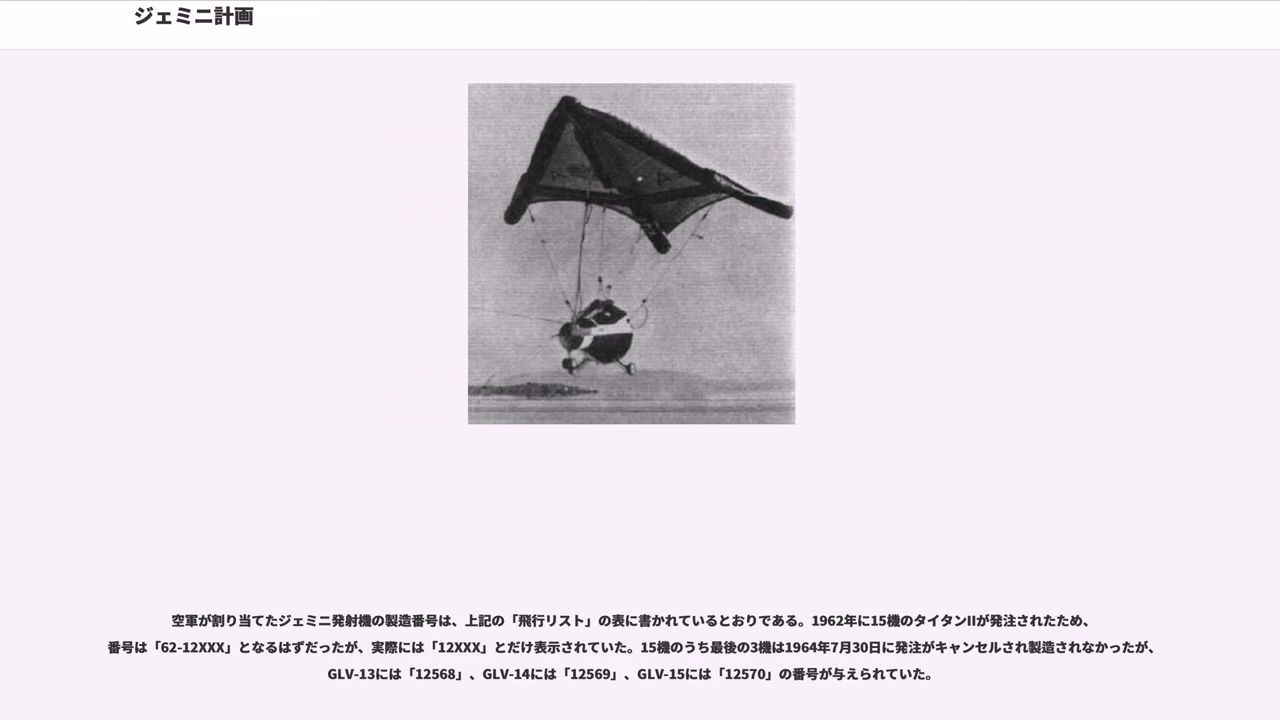 ジェミニ計画
空軍が割り当てたジェミニ発射機の製造番号は、上記の「飛行リスト」の表に書かれているとおりである。1962年に15機のタイタンIIが発注されたため、
番号は「62-12XXX」となるはずだったが、実際には「12XXX」とだけ表示されていた。15機のうち最後の3機は1964年7月30日に発注がキャンセルされ製造されなかったが、
GLV-13には「12568」、GLV-14には「12569」、GLV-15には「12570」の番号が与えられていた。